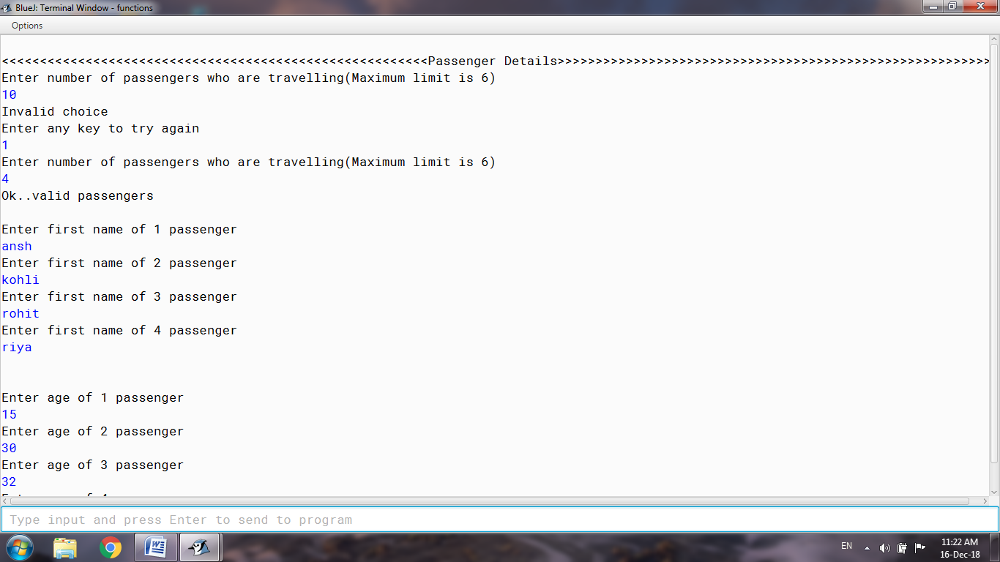 BlueJ: Terminal Window - functions
Options
<<<<<<<<<<<<<<<<<<<<<<<<<<<<<<<<<<<<<<<<<<<<<<<<<<<<<<<<Passenger Details>>>>>>>>>>>>>>>>>>>>>>>>>>>>>>>>>>>>>>>>>>>>>>>>>>>>>>>>>
Enter number of passengers who are travelling(Maximum limit is 6)
10
Invalid choice
Enter any key to try again
1
Enter number of passengers who are travelling(Maximum limit is 6)
4
Ok..valid passengers
Enter first name of 1 passenger
ansh
Enter first name of 2 passenger
kohli
Enter first name of 3 passenger
rohit
Enter first name of 4 passenger
riya
Enter age of 1 passenger
15
Enter age of 2 passenger
30
Enter age of 3 passenger
32
Type input and press Enter to send to program
EN
11:22 AM
16-Dec-18